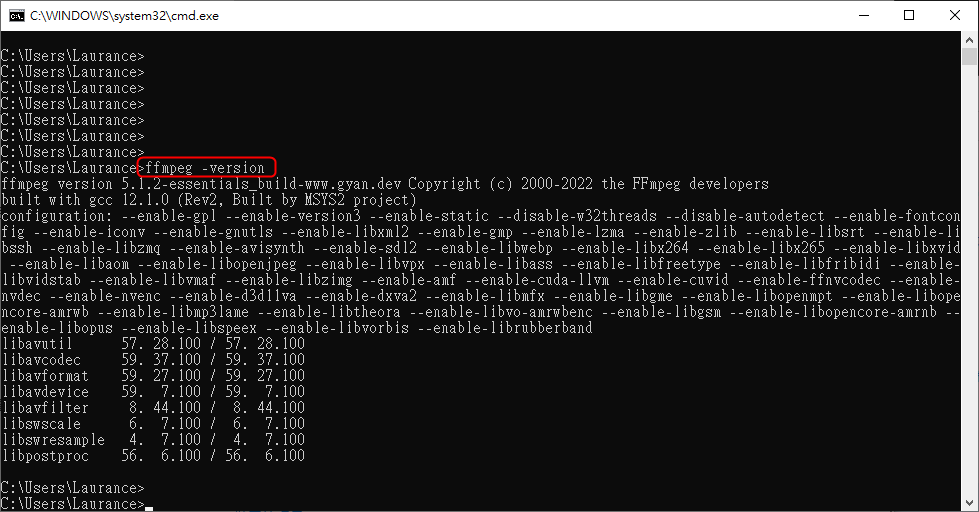 C:\WINDOWS\system32\cmd.exe
C:\Users\Laurance>
C:\Users\Laurance>
C:\Users\Laurance>
C:\Users\Laurance>
C:\Users\Laurance>
C:\Users\Laurance>
C:\Users\Laurance>
C:\Users\Laurance>ffmpeg -version
ffmpeg version 5.1.2-essentials_build-www.gyan.dev Copyright (c) 2000-2022 the FFmpeg developers
built with gcc 12.1.0 (Rev2, Built by MSYS2 project)
configuration: --enable-gpl --enable-version3 --enable-static --disable-w32threads --disable-autodetect --enable-fontcon
fig --enable-iconv --enable-gnutls --enable-libxml2 --enable-gmp --enable-lzma --enable-zlib --enable-libsrt --enable-li
bssh --enable-libzmq --enable-avisynth --enable-sdl2 --enable-libwebp --enable-libx264 --enable-libx265 --enable-libxvid
 --enable-libaom --enable-libopenjpeg --enable-libvpx --enable-libass --enable-libfreetype --enable-libfribidi --enable-
libvidstab --enable-libvmaf --enable-libzimg --enable-amf --enable-cuda-llvm --enable-cuvid --enable-ffnvcodec --enable-
nvdec --enable-nvenc --enable-d3d11va --enable-dxva2 --enable-libmfx --enable-libgme --enable-libopenmpt --enable-libope
ncore-amrwb --enable-libmp3lame --enable-libtheora --enable-libvo-amrwbenc --enable-libgsm --enable-libopencore-amrnb --
enable-libopus --enable-libspeex --enable-libvorbis --enable-librubberband
libavutil      57. 28.100 / 57. 28.100
libavcodec     59. 37.100 / 59. 37.100
libavformat    59. 27.100 / 59. 27.100
libavdevice    59.  7.100 / 59.  7.100
libavfilter     8. 44.100 /  8. 44.100
libswscale      6.  7.100 /  6.  7.100
libswresample   4.  7.100 /  4.  7.100
libpostproc    56.  6.100 / 56.  6.100
C:\Users\Laurance>
C:\Users\Laurance>